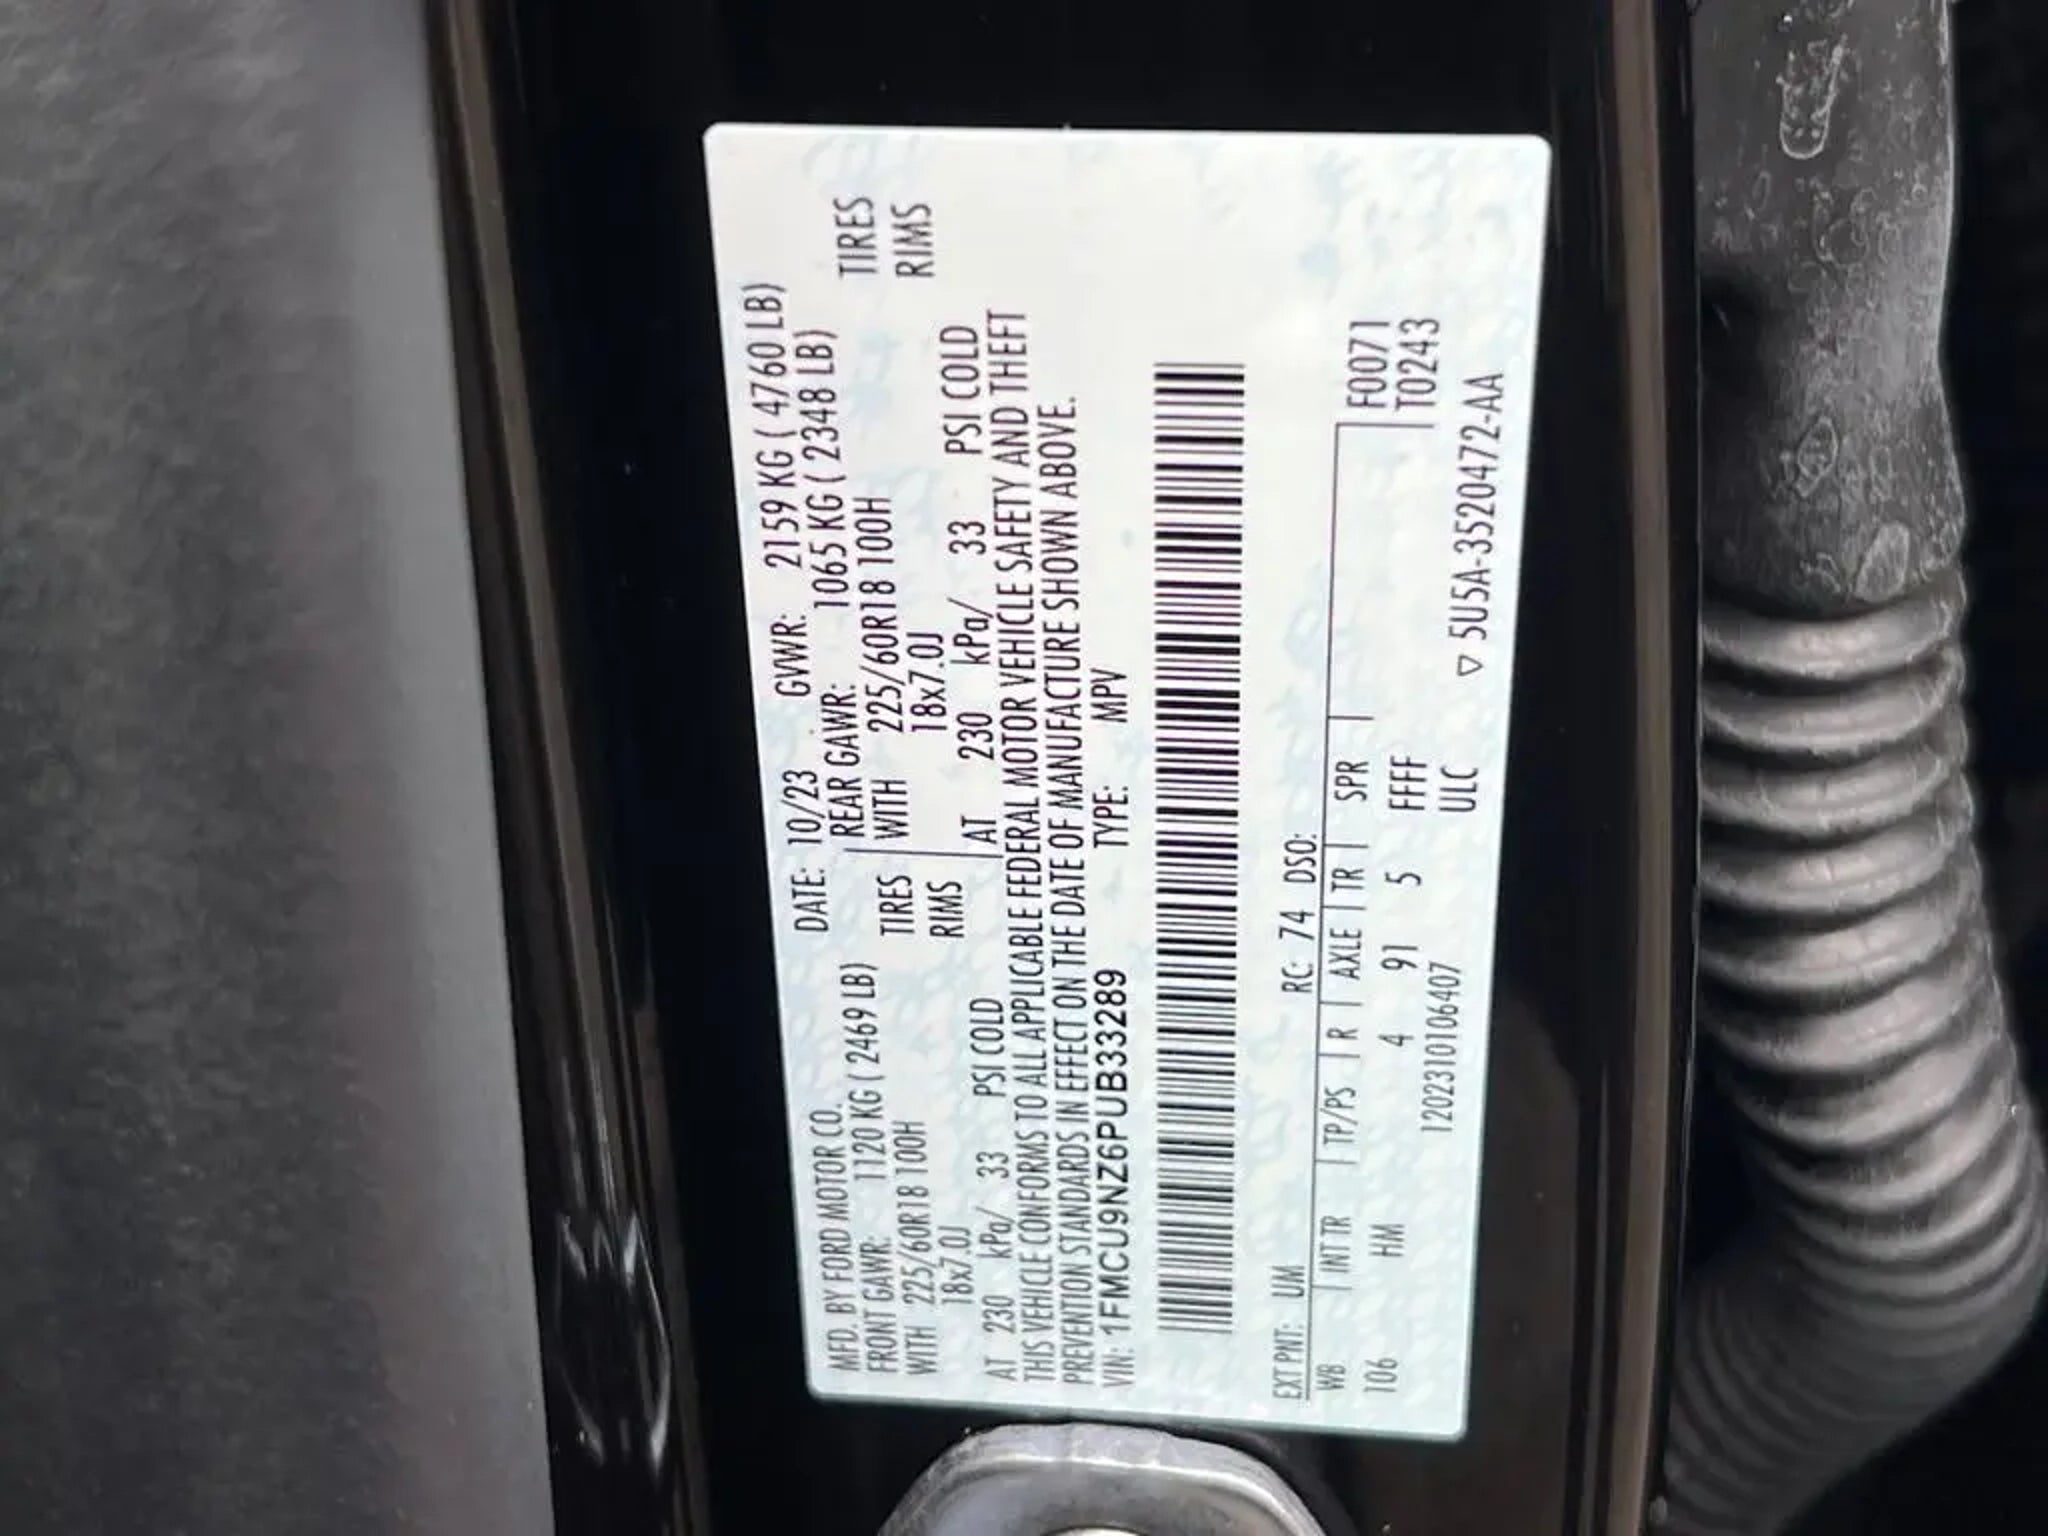 MFD. BY FORD MOTOR CO.
DATE: 10/23 GVWR: 2159 KG ( 4760 LB)
FRONT GAWR: 1120 KG ( 2469 LB) REAR GAWR: 1065 KG ( 2348 LB)
WITH 225/60R18 100H TIRES WITH 225/60R18 100H TIRES
18x7.0J RIMS 18x7.0J RIMS
AT 230 kPa/ 33 PSI COLD AT 230 kPa/ 33 PSI COLD
THIS VEHICLE CONFORMS TO ALL APPLICABLE FEDERAL MOTOR VEHICLE SAFETY AND THEFT
PREVENTION STANDARDS IN EFFECT ON THE DATE OF MANUFACTURE SHOWN ABOVE.
VIN: 1FMCU9NZ6PUB33289 TYPE: MPV
EXT PNT: UM RC: 74 DSO:
WB INT TR TP/PS R AXLE TR SPR F0071
106 HM 4 91 5 FFFF T0243
1202310106407 ULC
▽ 5U5A-3520472-AA